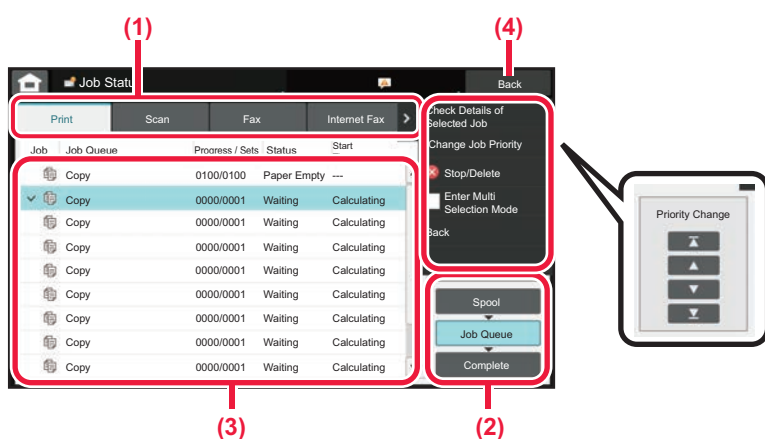 (1)
(4)
Job Status
Back
Print
Scan
Fax
Internet Fax
Job
Job Queue
Progress / Sets
Status
Start
Copy
0100/0100
Paper Empty
---
Copy
0000/0001
Waiting
Calculating
Copy
0000/0001
Waiting
Calculating
Copy
0000/0001
Waiting
Calculating
Copy
0000/0001
Waiting
Calculating
Copy
0000/0001
Waiting
Calculating
Copy
0000/0001
Waiting
Calculating
Copy
0000/0001
Waiting
Calculating
Copy
0000/0001
Waiting
Calculating
Check Details of
Selected Job
Change Job Priority
Stop/Delete
Enter Multi
Selection Mode
Back
Spool
Job Queue
Complete
Priority Change
(3)
(2)